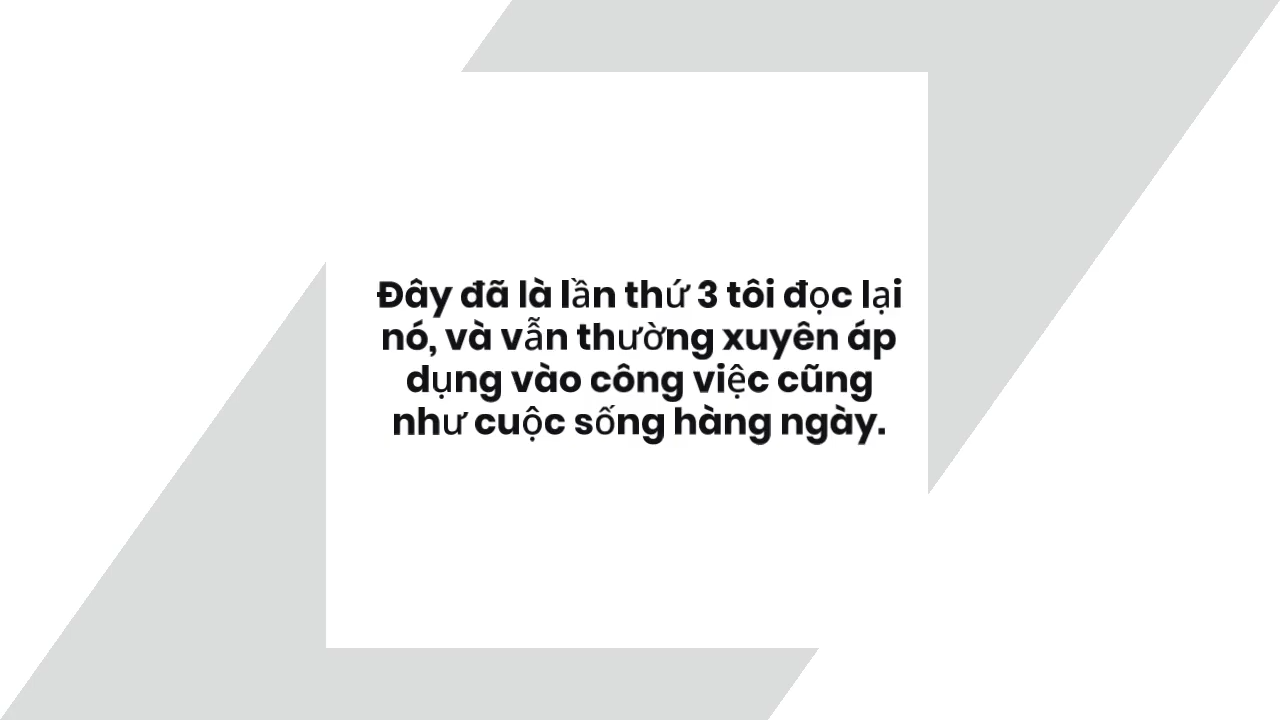 Đây đã là lần thứ 3 tôi đọc lại
nó, và vẫn thường xuyên áp
dụng vào công việc cũng
như cuộc sống hàng ngày.